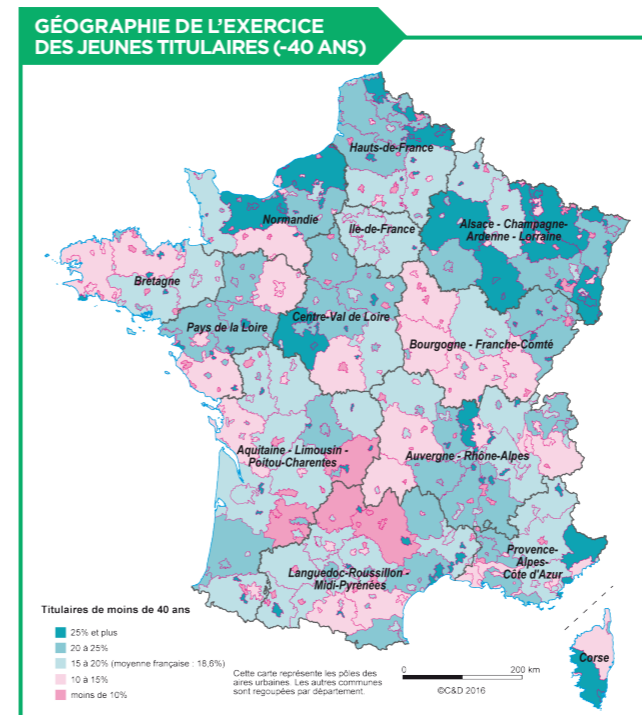 GÉOGRAPHIE DE L'EXERCICE
DES JEUNES TITULAIRES (-40 ANS)
Hauts-de-France
Normandie
Ile-de-France
Alsace - Champagne-
Ardenne - Lorraine
Bretagne
Pays de la Loire
Centre-Val de Loire
Bourgogne - Franche-Comté
Aquitaine - Limousin -
Poitou-Charentes
Auvergne - Rhône-Alpes
Provence-
Alpes-
Côte d'Azur
Languedoc-Roussillon -
Midi-Pyrénées
Corse
Titulaires de moins de 40 ans
25% et plus
20 à 25%
15 à 20% (moyenne française : 18,6%)
10 à 15%
moins de 10%
Cette carte représente les pôles des
aires urbaines. Les autres communes
sont regoupées par département.
0 200 km
©C&D 2016